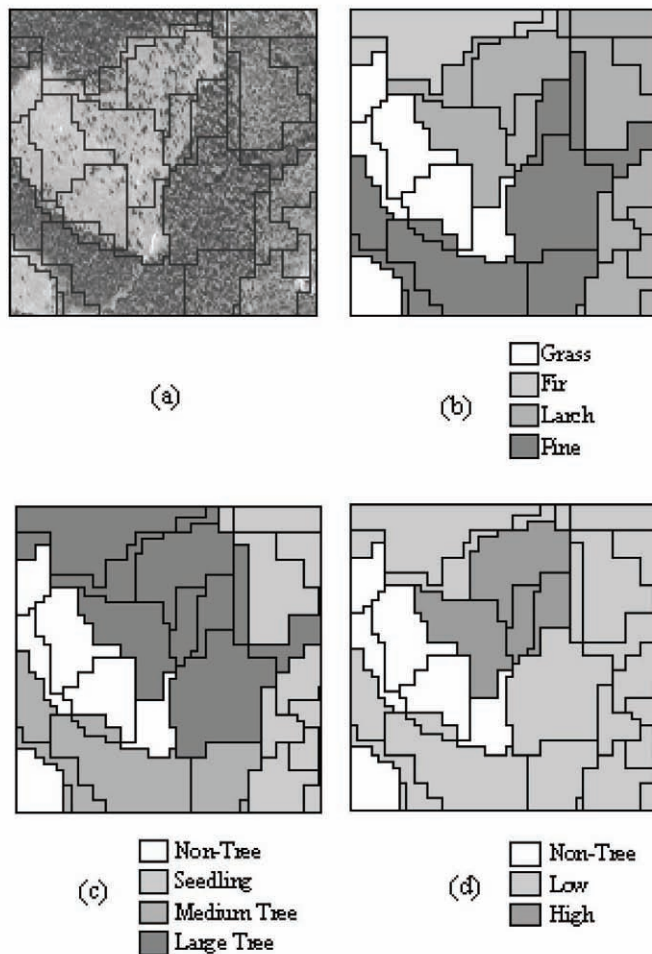 (a)
(b)
Grass
Fir
Larch
Pine
(c)
Non-Tree
Seedling
Medium Tree
Large Tree
(d)
Non-Tree
Low
High